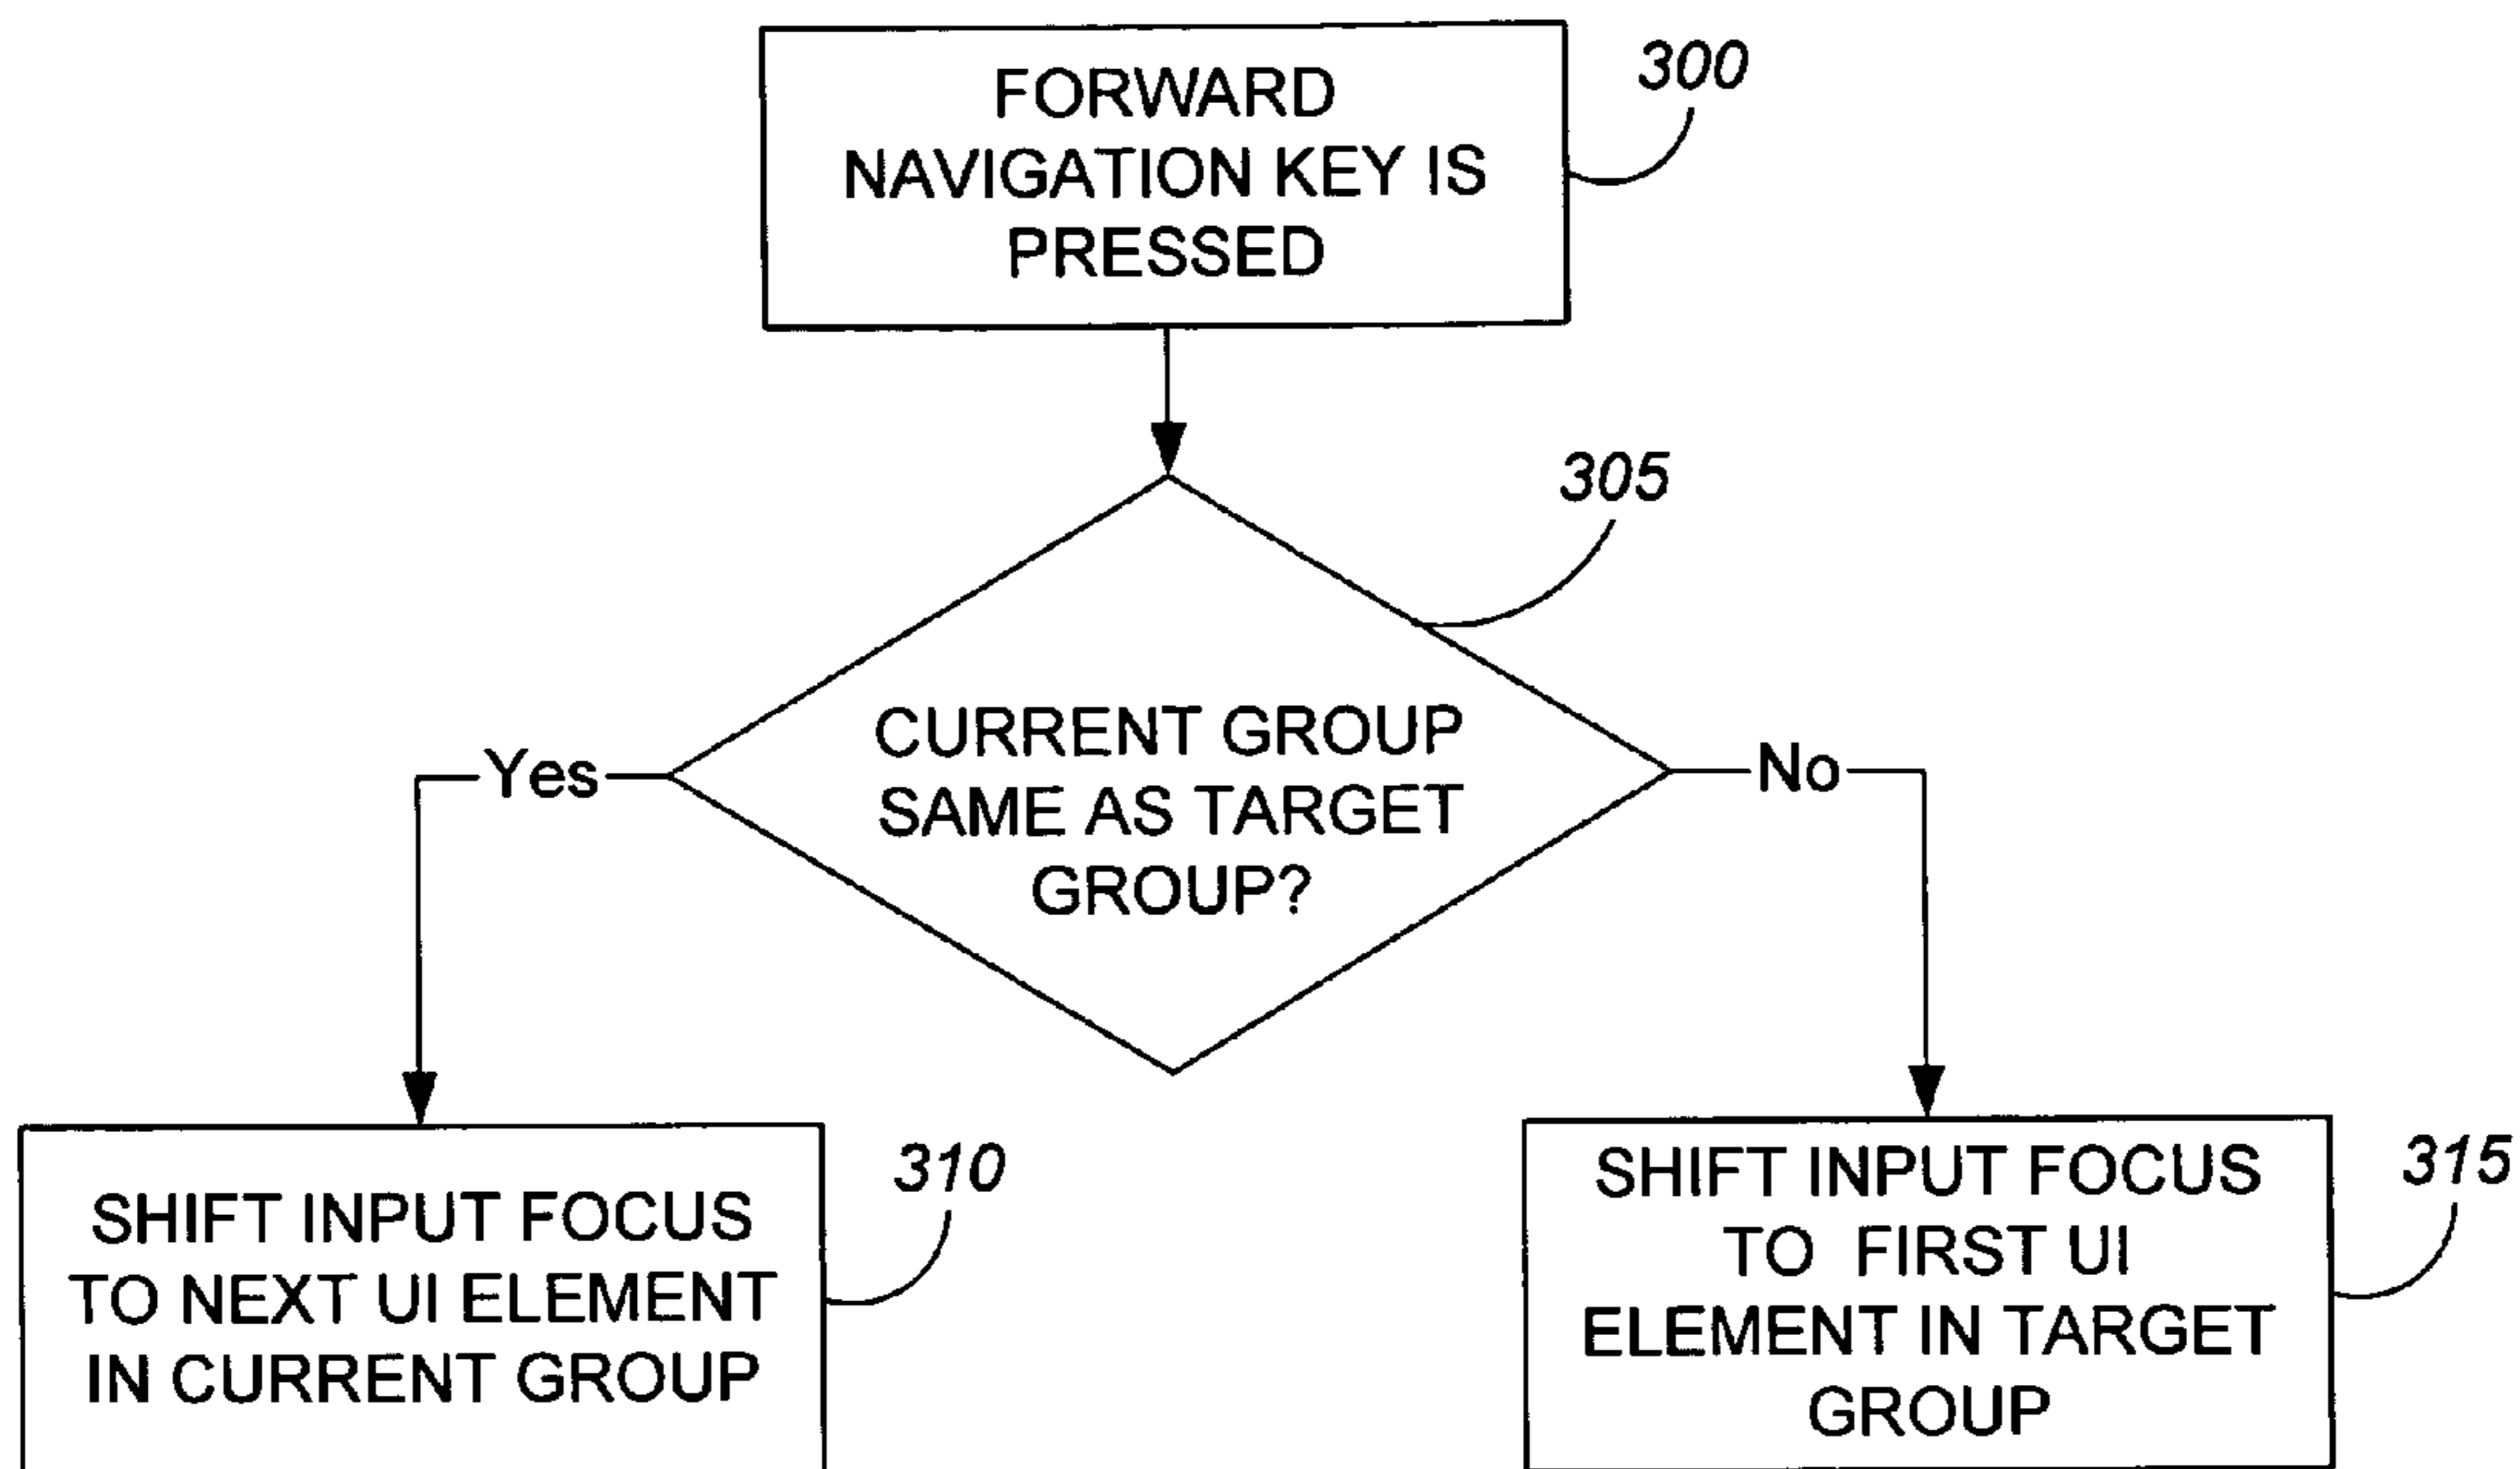 FORWARD
NAVIGATION KEY IS
PRESSED
300
305
CURRENT GROUP
SAME AS TARGET
GROUP?
Yes
No
SHIFT INPUT FOCUS
TO NEXT UI ELEMENT
IN CURRENT GROUP
310
SHIFT INPUT FOCUS
TO FIRST UI
ELEMENT IN TARGET
GROUP
315